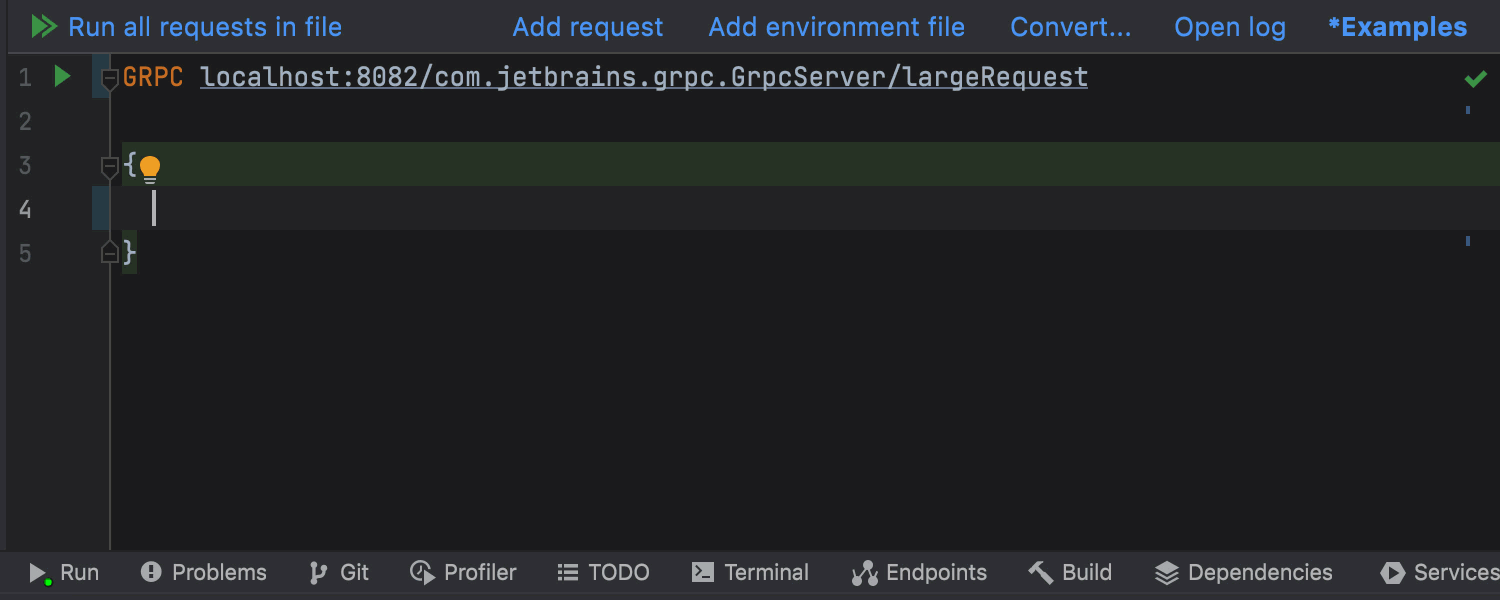 Run all requests in file Add request Add environment file Convert... Open log *Examples
1 GRPC localhost:8082/com.jetbrains.grpc.GrpcServer/largeRequest
2
3 {
4
5 }
Run Problems Git Profiler TODO Terminal Endpoints Build Dependencies Services